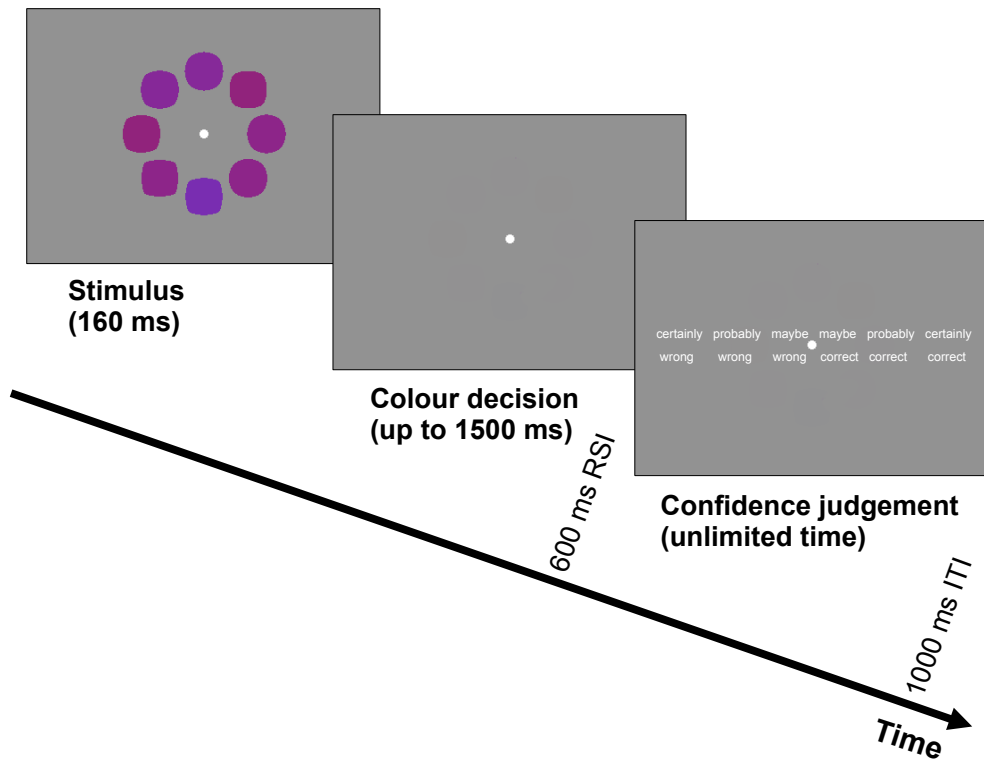 Stimulus
(160 ms)
Colour decision
(up to 1500 ms)
600 ms RSI
certainly probably maybe maybe probably certainly
wrong wrong wrong correct correct correct
Confidence judgement
(unlimited time)
1000 ms ITI
Time